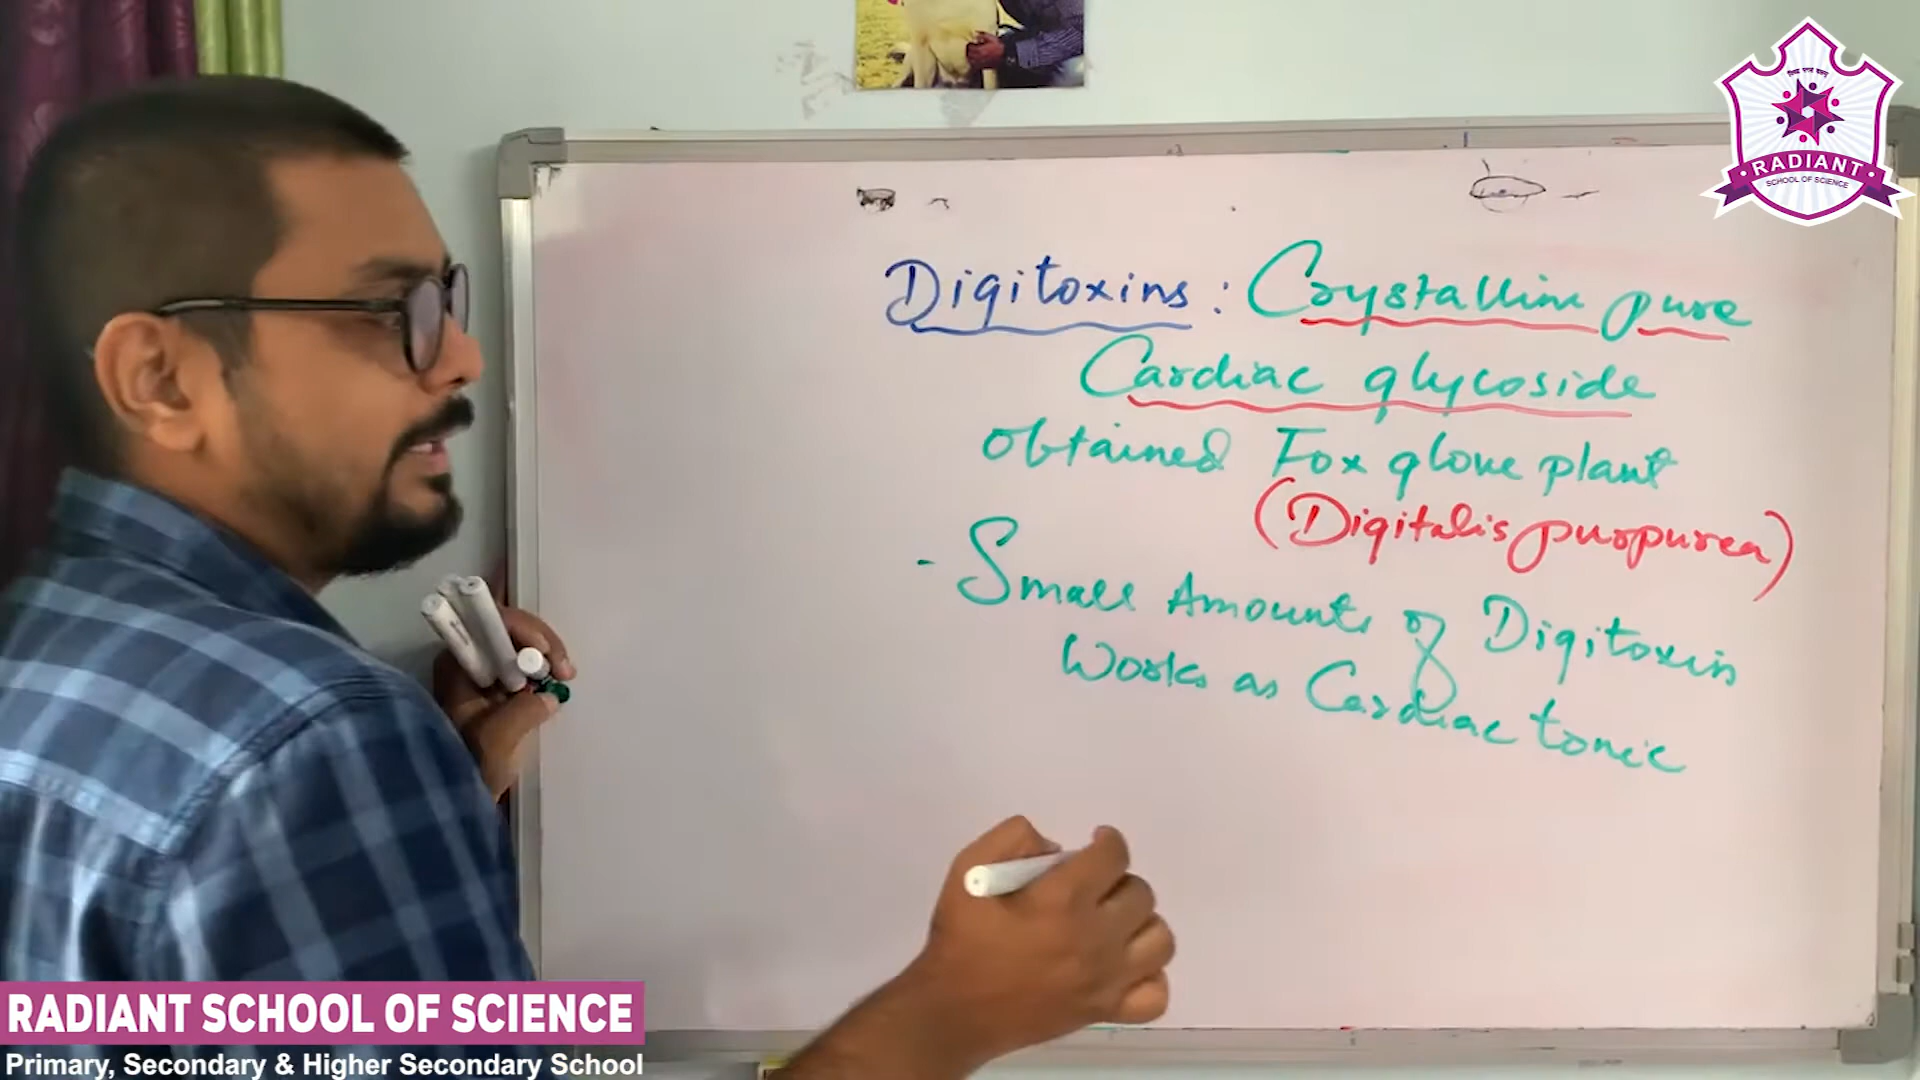 Digitoxins : Crystalline pure
Cardiac glycoside
obtained Fox glove plant
(Digitalis purpurea)
- Small Amounts of Digitoxin
Works as Cardiac tonic
RADIANT
SCHOOL OF SCIENCE
RADIANT SCHOOL OF SCIENCE
Primary, Secondary & Higher Secondary School